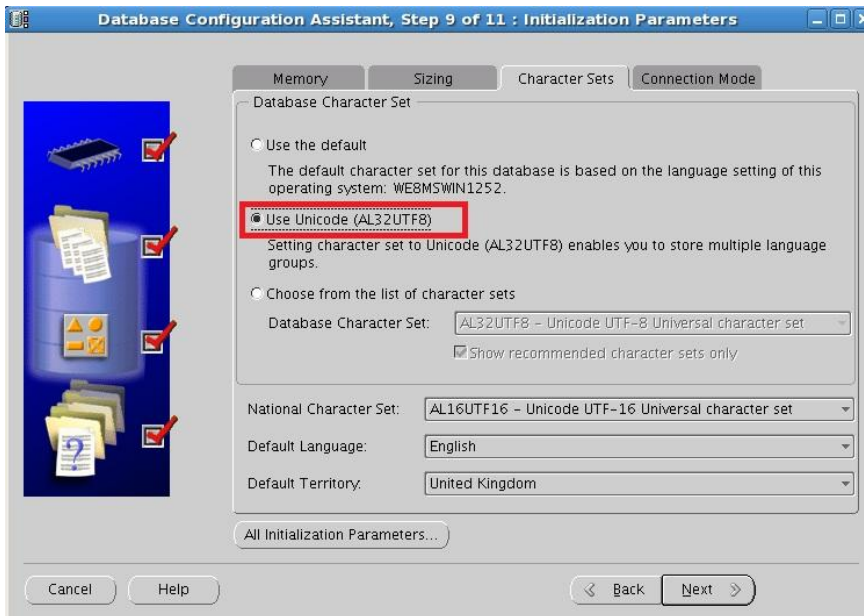 Database Configuration Assistant, Step 9 of 11 : Initialization Parameters
Memory
Sizing
Character Sets
Connection Mode
Database Character Set
Use the default
The default character set for this database is based on the language setting of this
operating system: WE8MSWIN1252.
Use Unicode (AL32UTF8)
Setting character set to Unicode (AL32UTF8) enables you to store multiple language
groups.
Choose from the list of character sets
Database Character Set:
AL32UTF8 - Unicode UTF-8 Universal character set
Show recommended character sets only
National Character Set:
AL16UTF16 - Unicode UTF-16 Universal character set
Default Language:
English
Default Territory:
United Kingdom
?
All Initialization Parameters...
Cancel
Help
Back
Next